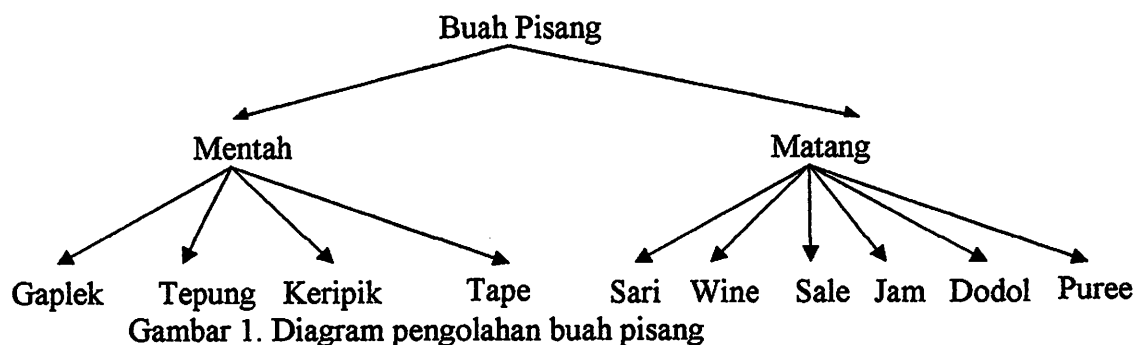 Buah Pisang
Mentah Matang
Gaplek Tepung Keripik Tape Sari Wine Sale Jam Dodol Puree
Gambar 1. Diagram pengolahan buah pisang